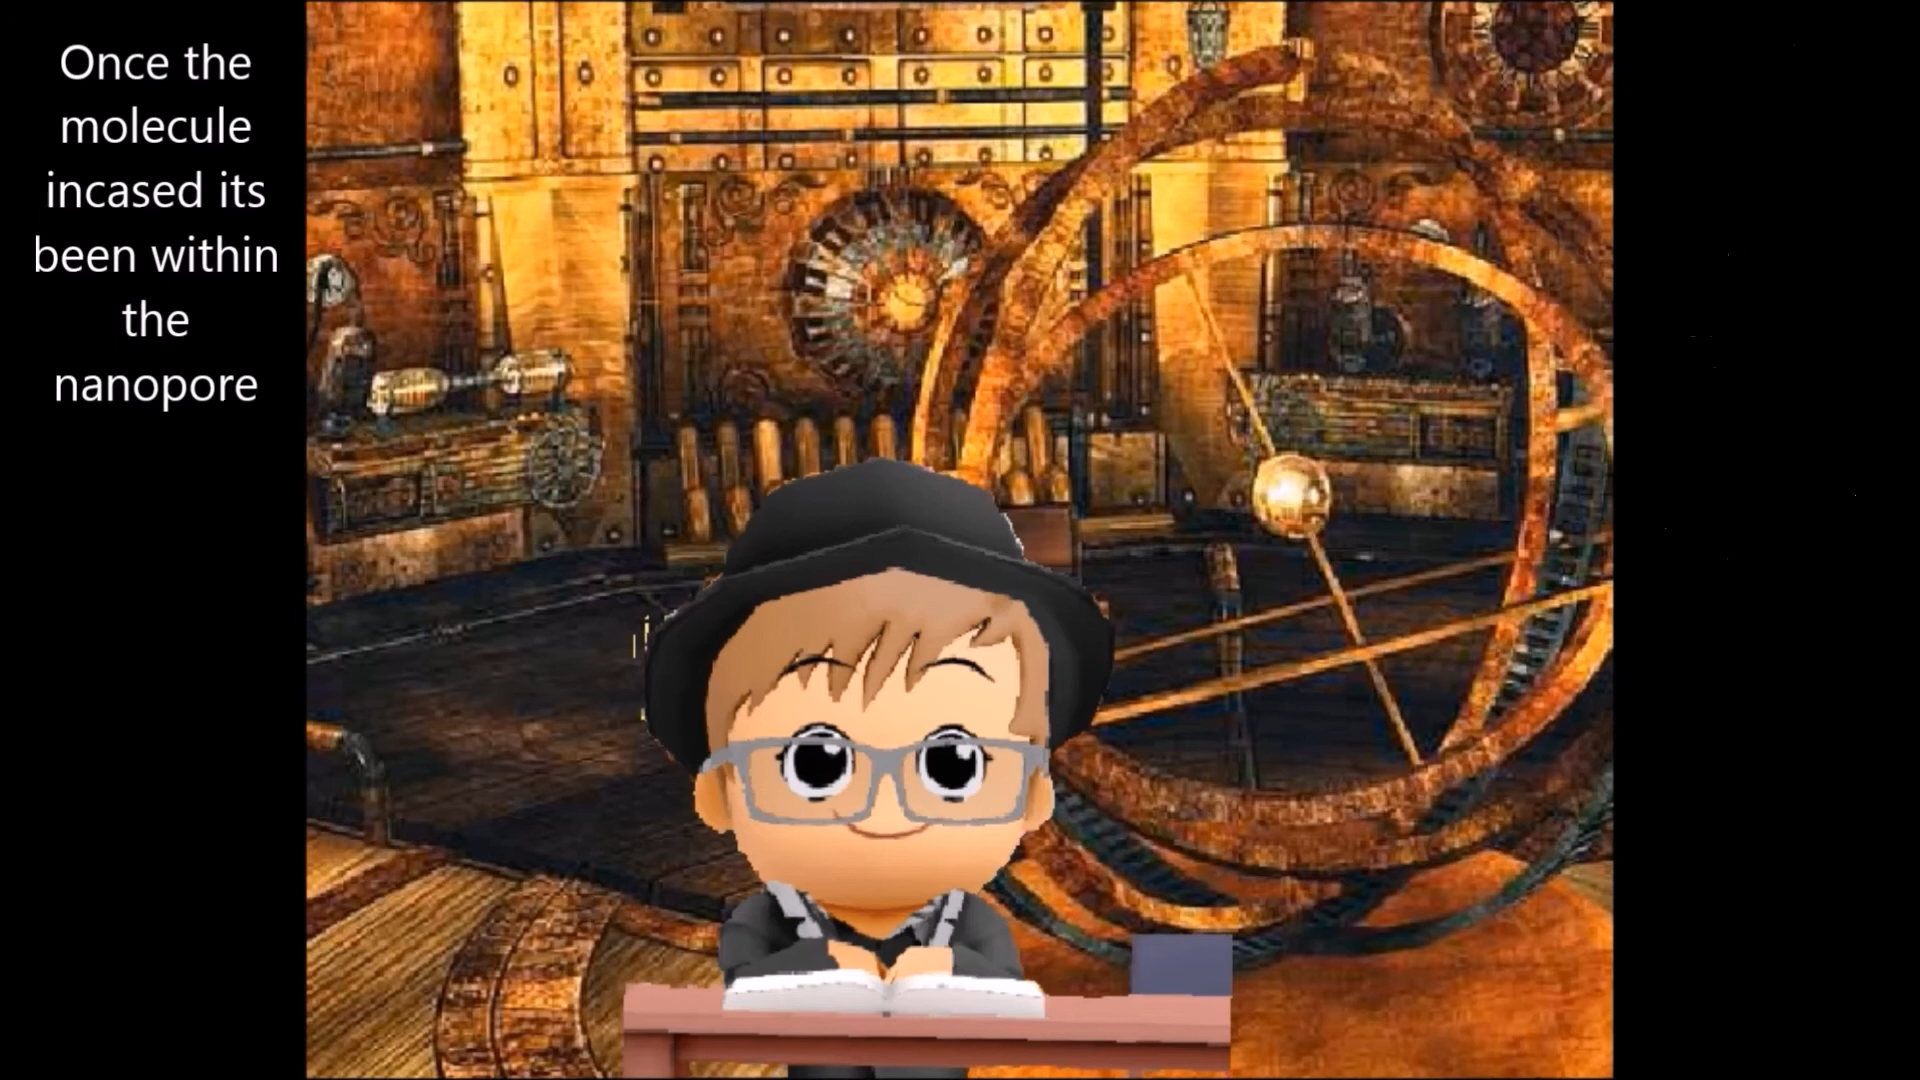 Once the
molecule
incased its
been within
the
nanopore